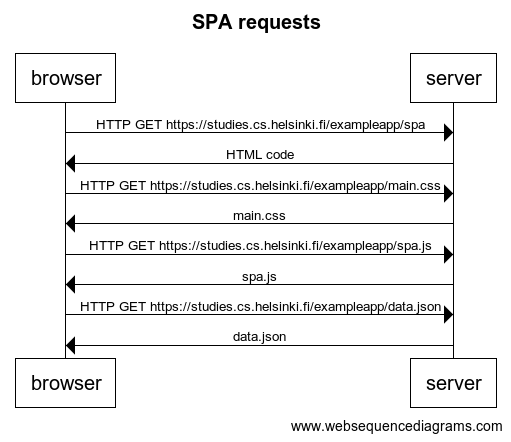 SPA requests
browser
server
HTTP GET https://studies.cs.helsinki.fi/exampleapp/spa
HTML code
HTTP GET https://studies.cs.helsinki.fi/exampleapp/main.css
main.css
HTTP GET https://studies.cs.helsinki.fi/exampleapp/spa.js
spa.js
HTTP GET https://studies.cs.helsinki.fi/exampleapp/data.json
data.json
browser
server
www.websequencediagrams.com